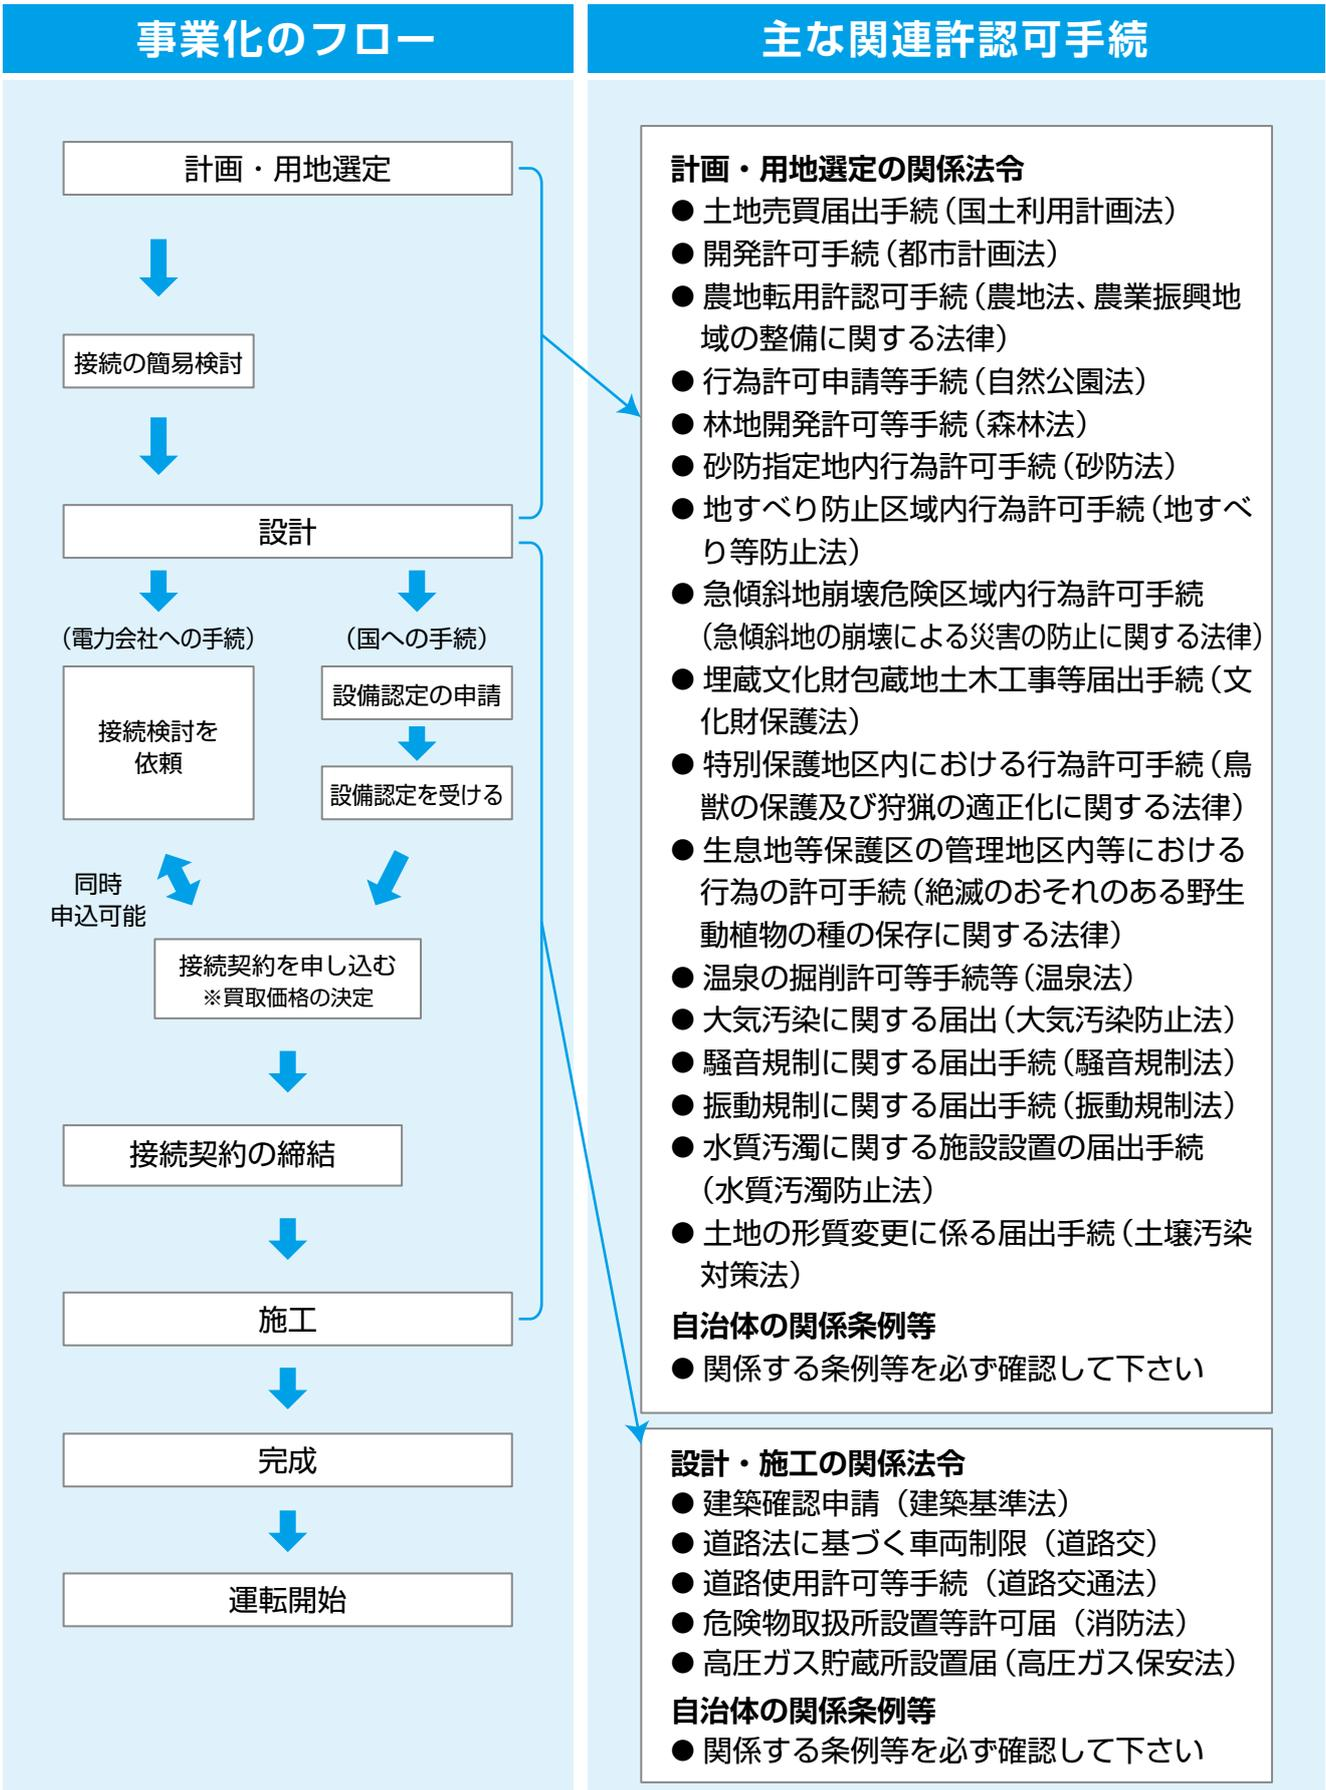 事業化のフロー
計画・用地選定
接続の簡易検討
設計
（電力会社への手続）
（国への手続）
接続検討を
依頼
設備認定の申請
設備認定を受ける
同時
申込可能
接続契約を申し込む
※買取価格の決定
接続契約の締結
施工
完成
運転開始
主な関連許認可手続
計画・用地選定の関係法令
● 土地売買届出手続（国土利用計画法）
● 開発許可手続（都市計画法）
● 農地転用許認可手続（農地法、農業振興地
域の整備に関する法律）
● 行為許可申請等手続（自然公園法）
● 林地開発許可等手続（森林法）
● 砂防指定地内行為許可手続（砂防法）
● 地すべり防止区域内行為許可手続（地すべ
り等防止法）
● 急傾斜地崩壊危険区域内行為許可手続
（急傾斜地の崩壊による災害の防止に関する法律）
● 埋蔵文化財包蔵地土木工事等届出手続（文
化財保護法）
● 特別保護地区内における行為許可手続（鳥
獣の保護及び狩猟の適正化に関する法律）
● 生息地等保護区の管理地区内等における
行為の許可手続（絶滅のおそれのある野生
動植物の種の保存に関する法律）
● 温泉の掘削許可等手続等（温泉法）
● 大気汚染に関する届出（大気汚染防止法）
● 騒音規制に関する届出手続（騒音規制法）
● 振動規制に関する届出手続（振動規制法）
● 水質汚濁に関する施設設置の届出手続
（水質汚濁防止法）
● 土地の形質変更に係る届出手続（土壌汚染
対策法）
自治体の関係条例等
● 関係する条例等を必ず確認して下さい
設計・施工の関係法令
● 建築確認申請（建築基準法）
● 道路法に基づく車両制限（道路交）
● 道路使用許可等手続（道路交通法）
● 危険物取扱所設置等許可届（消防法）
● 高圧ガス貯蔵所設置届（高圧ガス保安法）
自治体の関係条例等
● 関係する条例等を必ず確認して下さい